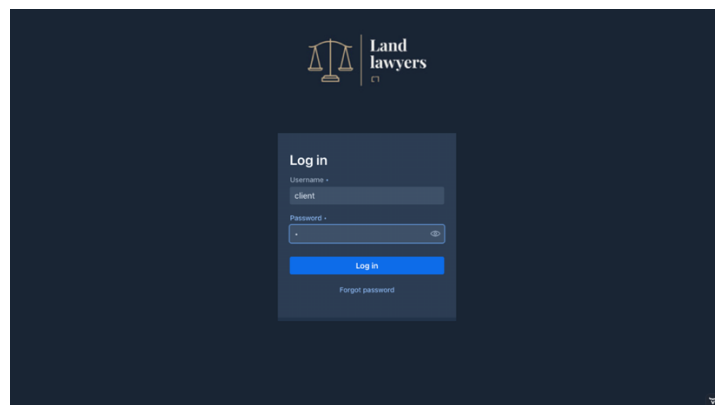 Land
lawyers
Log in
Username •
client
Password •
•
Log in
Forgot password